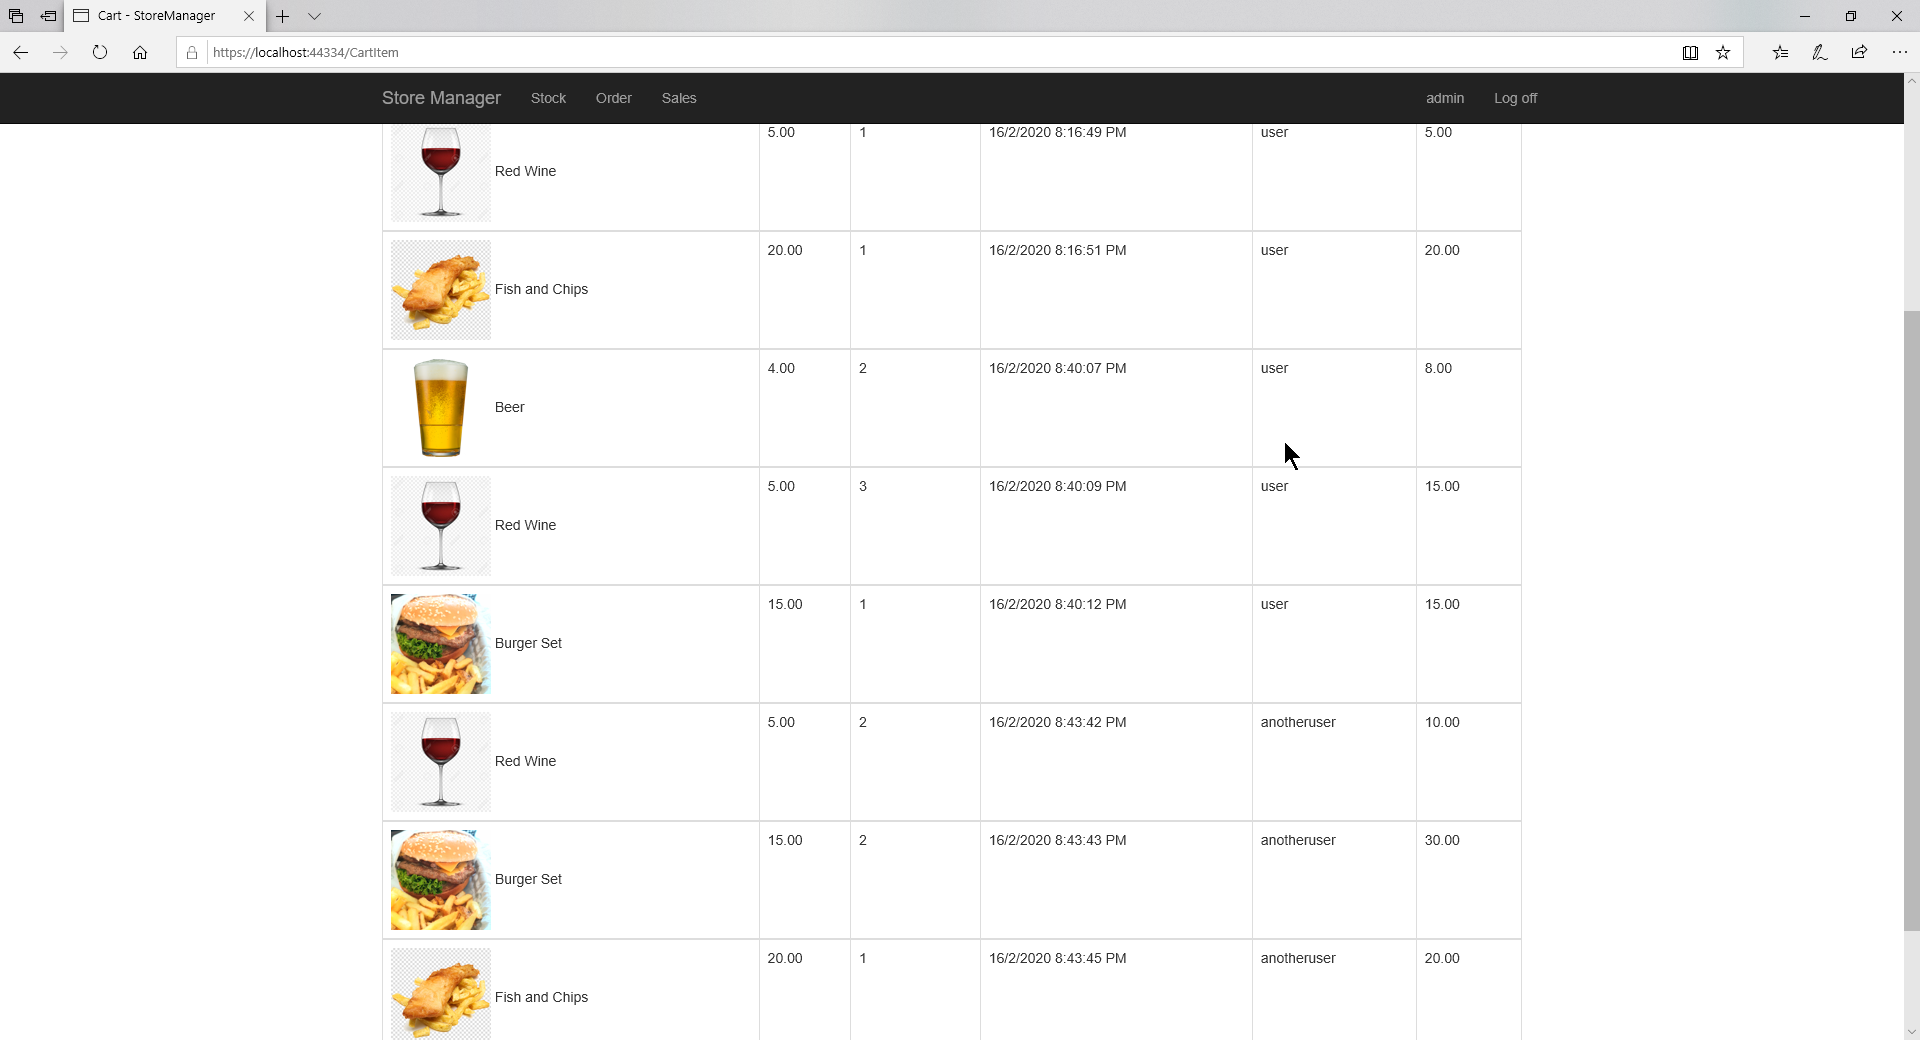 Cart - StoreManager
https://localhost:44334/CartItem
Store Manager Stock Order Sales admin Log off
Red Wine 5.00 1 16/2/2020 8:16:49 PM user 5.00
Fish and Chips 20.00 1 16/2/2020 8:16:51 PM user 20.00
Beer 4.00 2 16/2/2020 8:40:07 PM user 8.00
Red Wine 5.00 3 16/2/2020 8:40:09 PM user 15.00
Burger Set 15.00 1 16/2/2020 8:40:12 PM user 15.00
Red Wine 5.00 2 16/2/2020 8:43:42 PM anotheruser 10.00
Burger Set 15.00 2 16/2/2020 8:43:43 PM anotheruser 30.00
Fish and Chips 20.00 1 16/2/2020 8:43:45 PM anotheruser 20.00